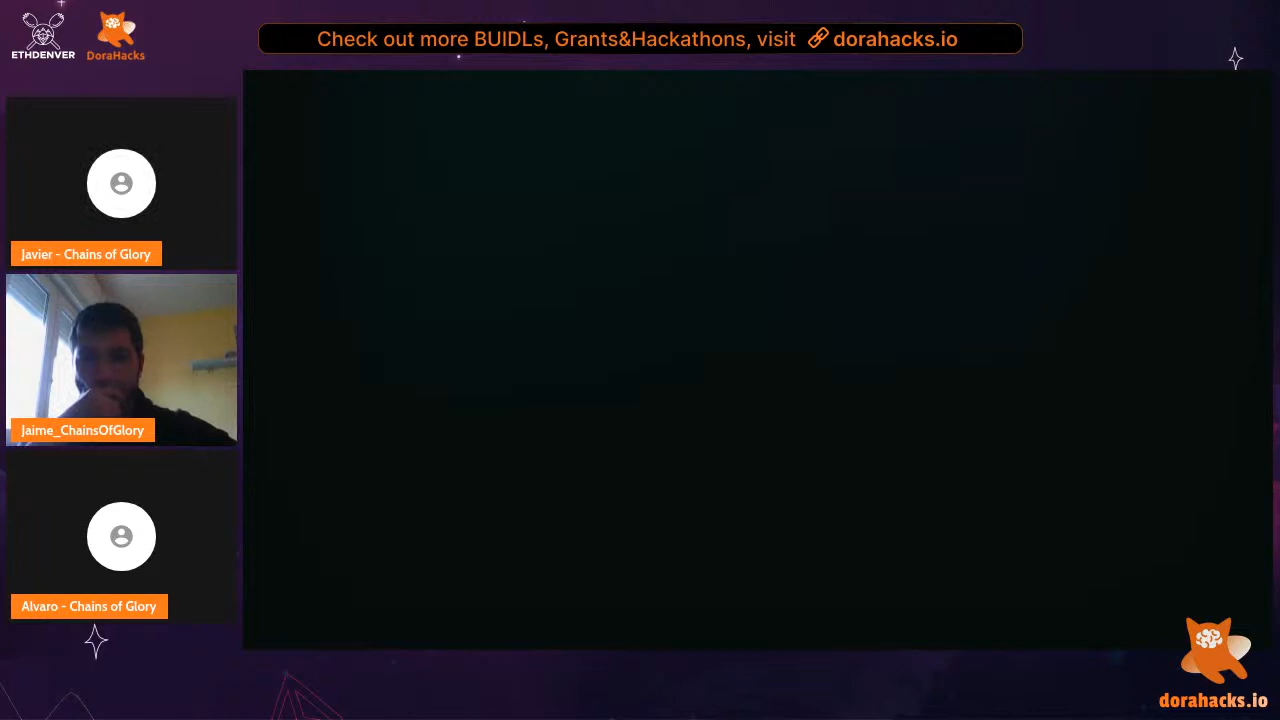 ETHDENVER
DoraHacks
Check out more BUIDLs, Grants&Hackathons, visit dorahacks.io
Javier - Chains of Glory
Jaime_ChainsOfGlory
Alvaro - Chains of Glory
dorahacks.io